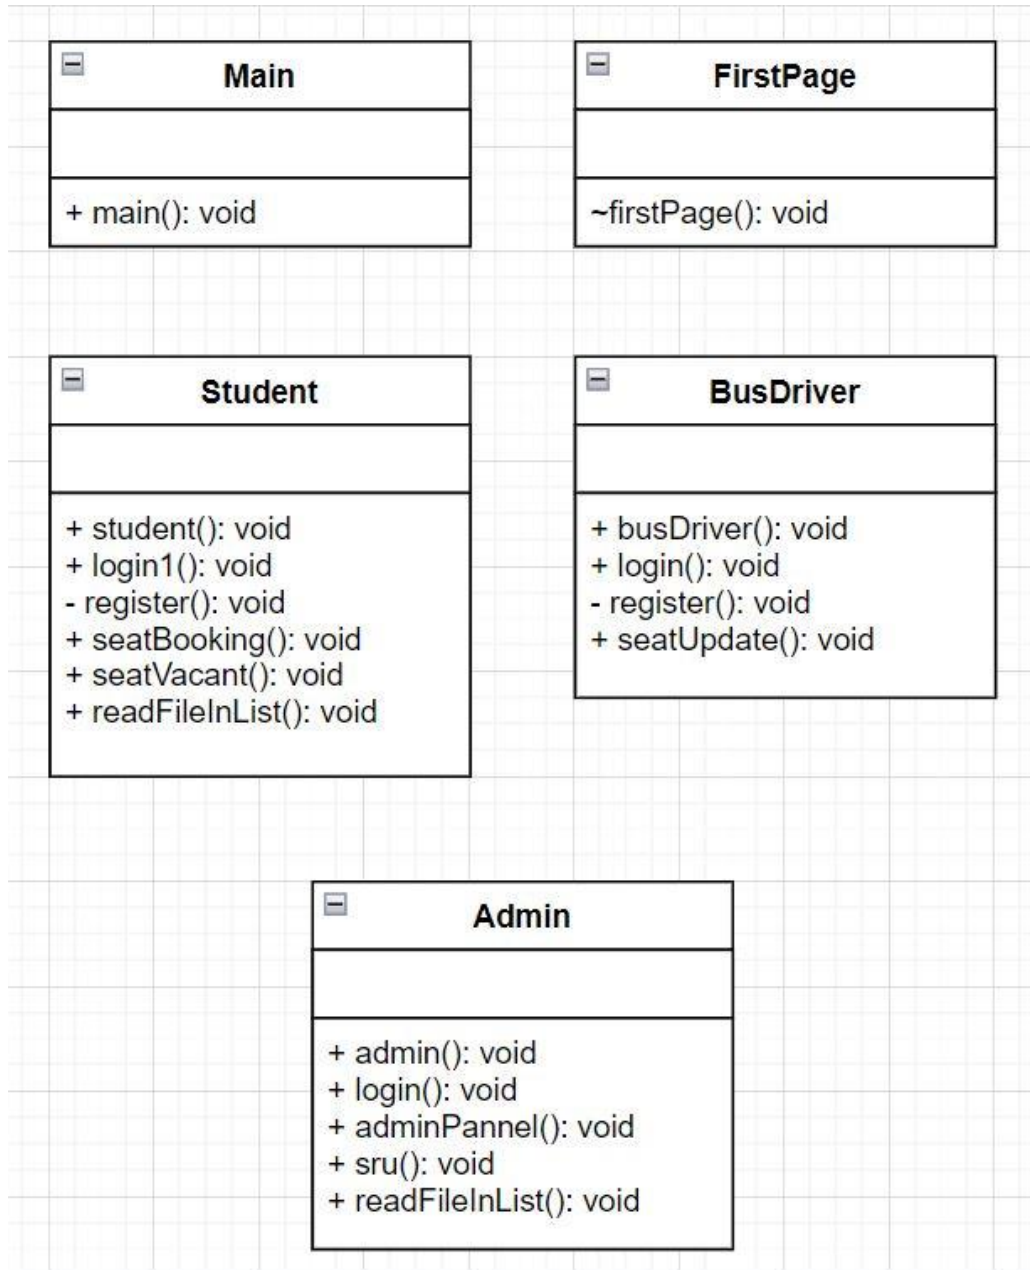 Main
+ main(): void
FirstPage
~firstPage(): void
Student
+ student(): void
+ login1(): void
- register(): void
+ seatBooking(): void
+ seatVacant(): void
+ readFileInList(): void
BusDriver
+ busDriver(): void
+ login(): void
- register(): void
+ seatUpdate(): void
Admin
+ admin(): void
+ login(): void
+ adminPannel(): void
+ sru(): void
+ readFileInList(): void